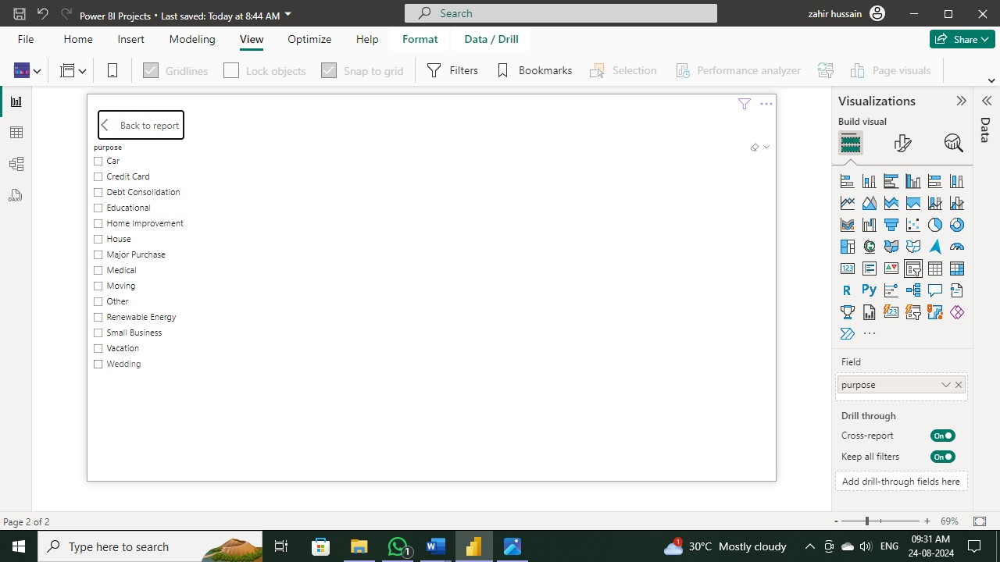 Power BI Projects • Last saved: Today at 8:44 AM
Search
zahir hussain
File Home Insert Modeling View Optimize Help Format Data / Drill
Share
Gridlines Lock objects Snap to grid Filters Bookmarks Selection Performance analyzer Page visuals
Back to report
purpose
Car
Credit Card
Debt Consolidation
Educational
Home Improvement
House
Major Purchase
Medical
Moving
Other
Renewable Energy
Small Business
Vacation
Wedding
Visualizations
Build visual
Data
DAX
123
R Py
123
Field
purpose
Drill through
Cross-report On
Keep all filters On
Add drill-through fields here
Page 2 of 2
- + 69%
Type here to search
1
1
30°C Mostly cloudy
ENG
09:31 AM
24-08-2024